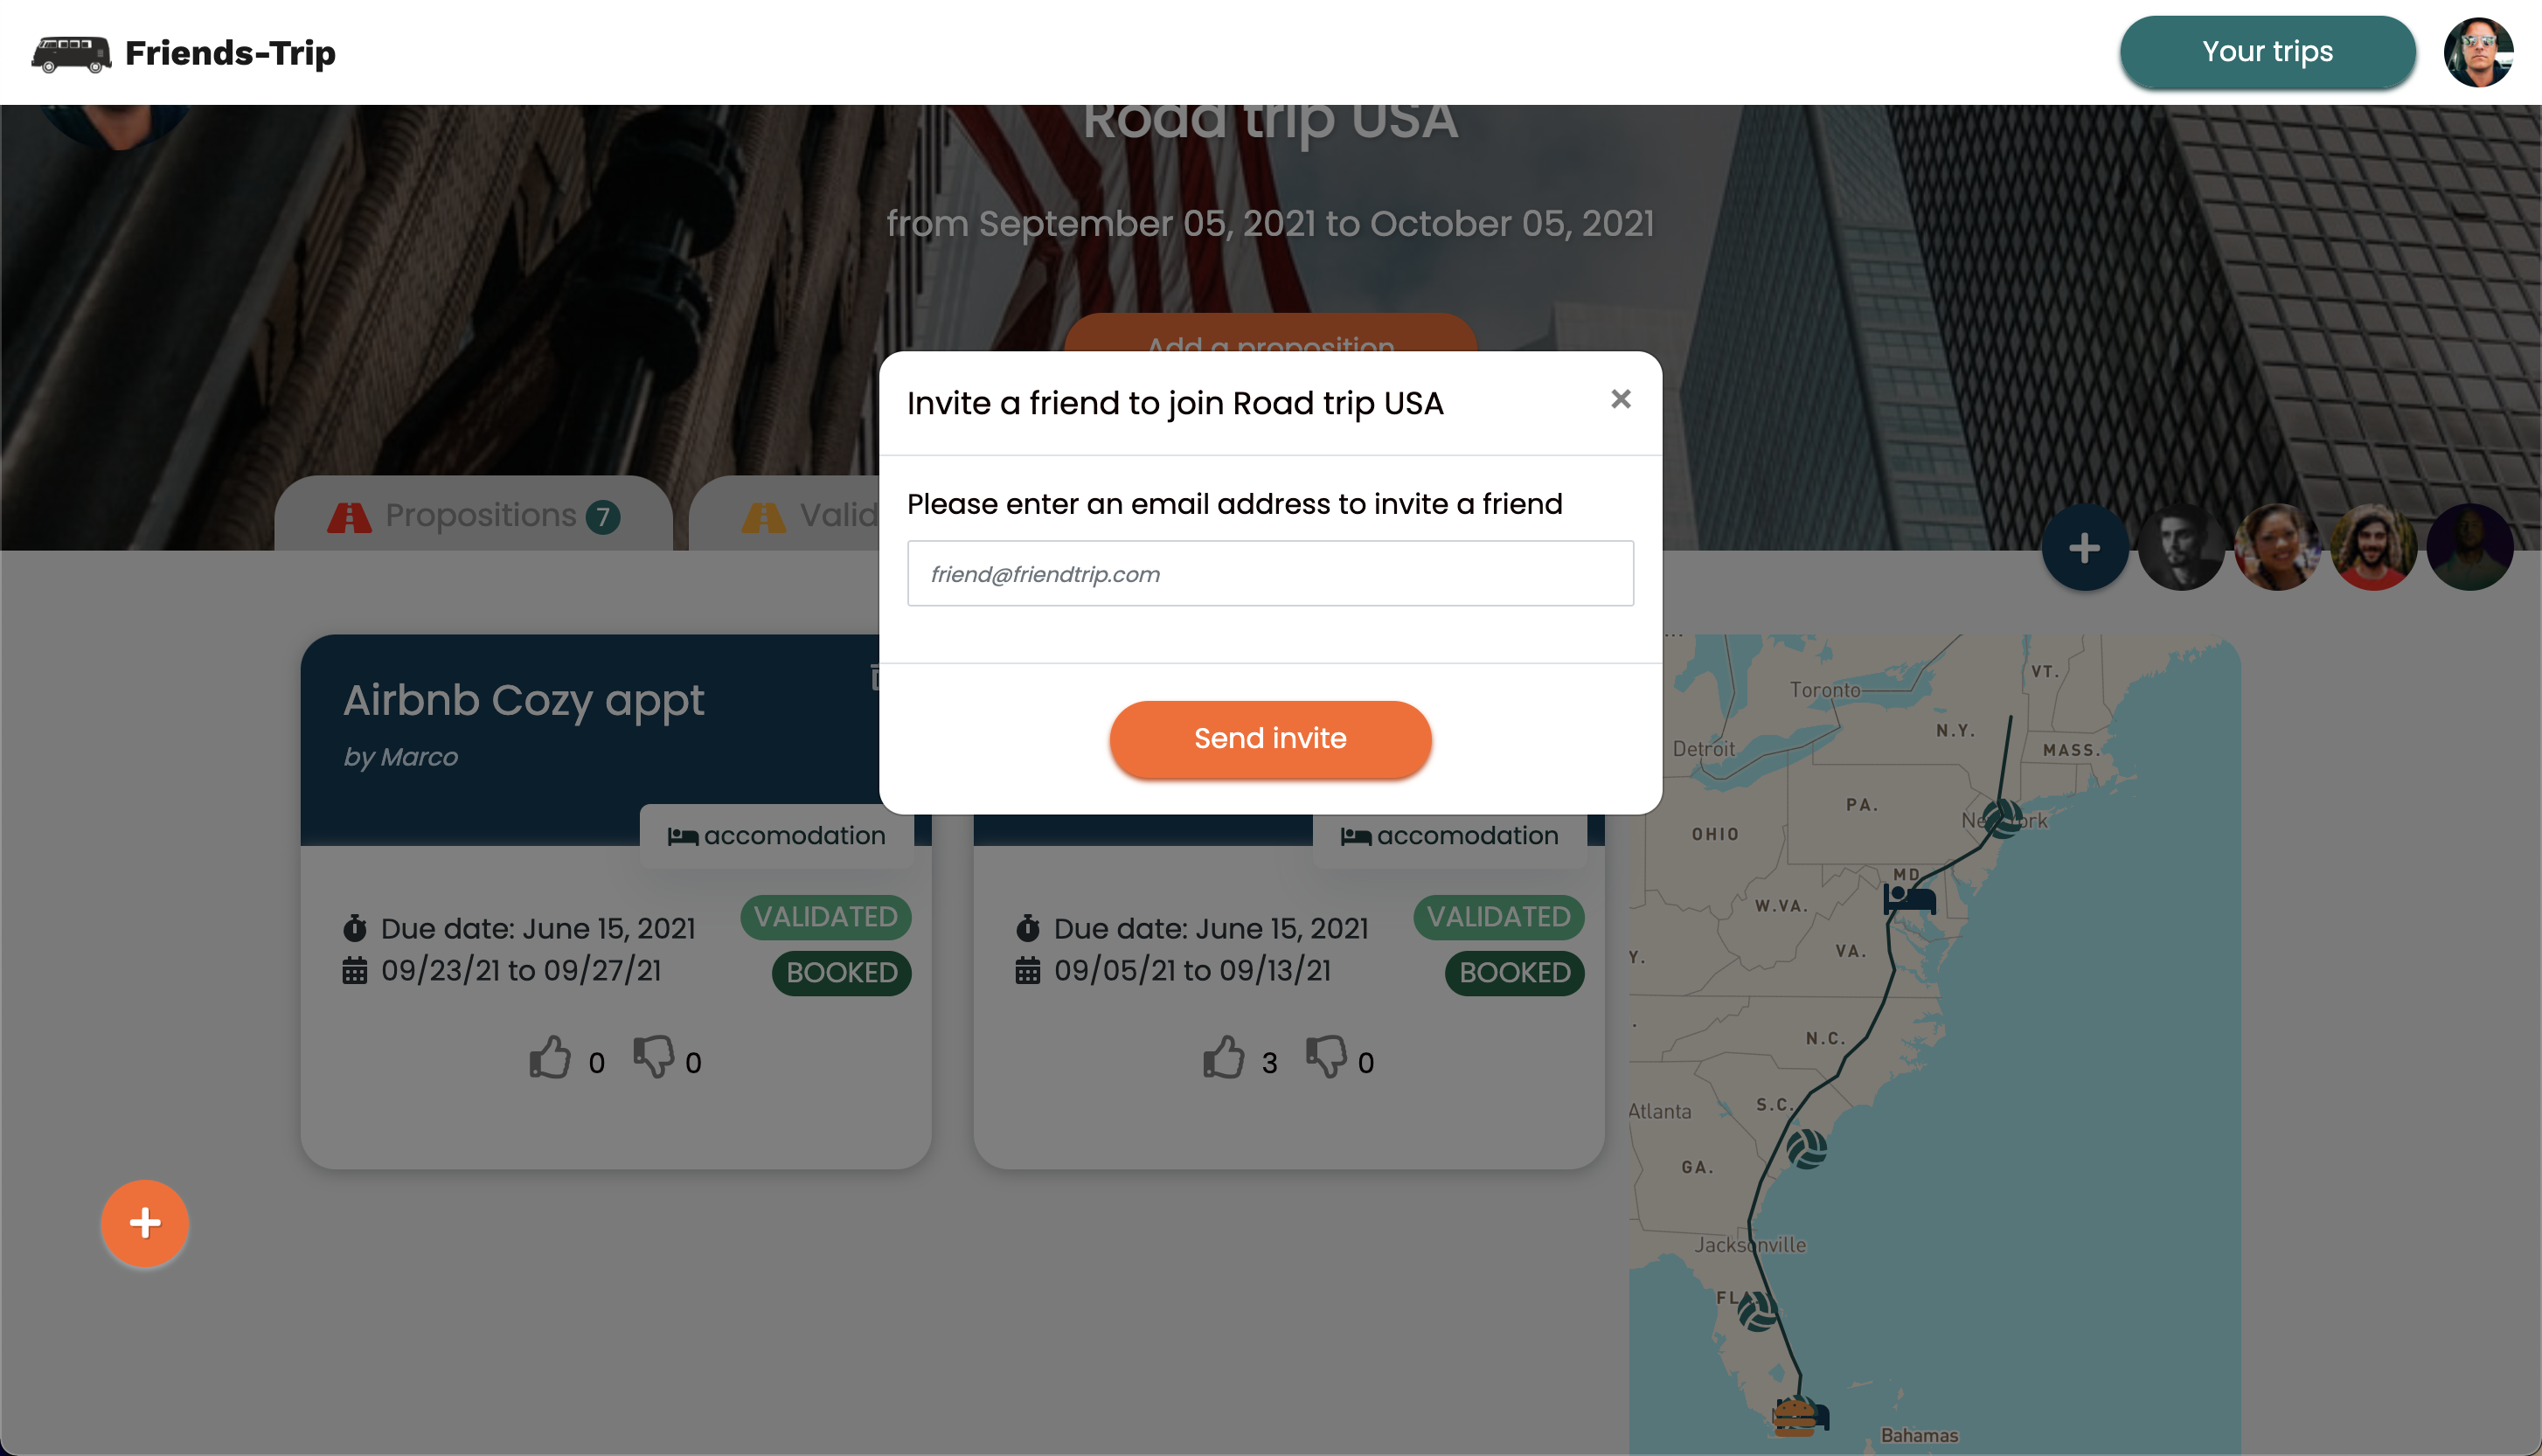 Friends-Trip
Your trips
Road trip USA
from September 05, 2021 to October 05, 2021
Add a proposition
Invite a friend to join Road trip USA
×
Please enter an email address to invite a friend
friend@friendtrip.com
Send invite
Propositions 7
Valid
Airbnb Cozy appt
by Marco
accomodation
Due date: June 15, 2021
VALIDATED
09/23/21 to 09/27/21
BOOKED
0 0
accomodation
Due date: June 15, 2021
VALIDATED
09/05/21 to 09/13/21
BOOKED
3 0
VT.
Toronto
N.Y.
Detroit
MASS.
PA.
New York
OHIO
MD
W.VA.
VA.
Y.
N.C.
S.C.
Atlanta
GA.
Jacksonville
FLA.
Bahamas